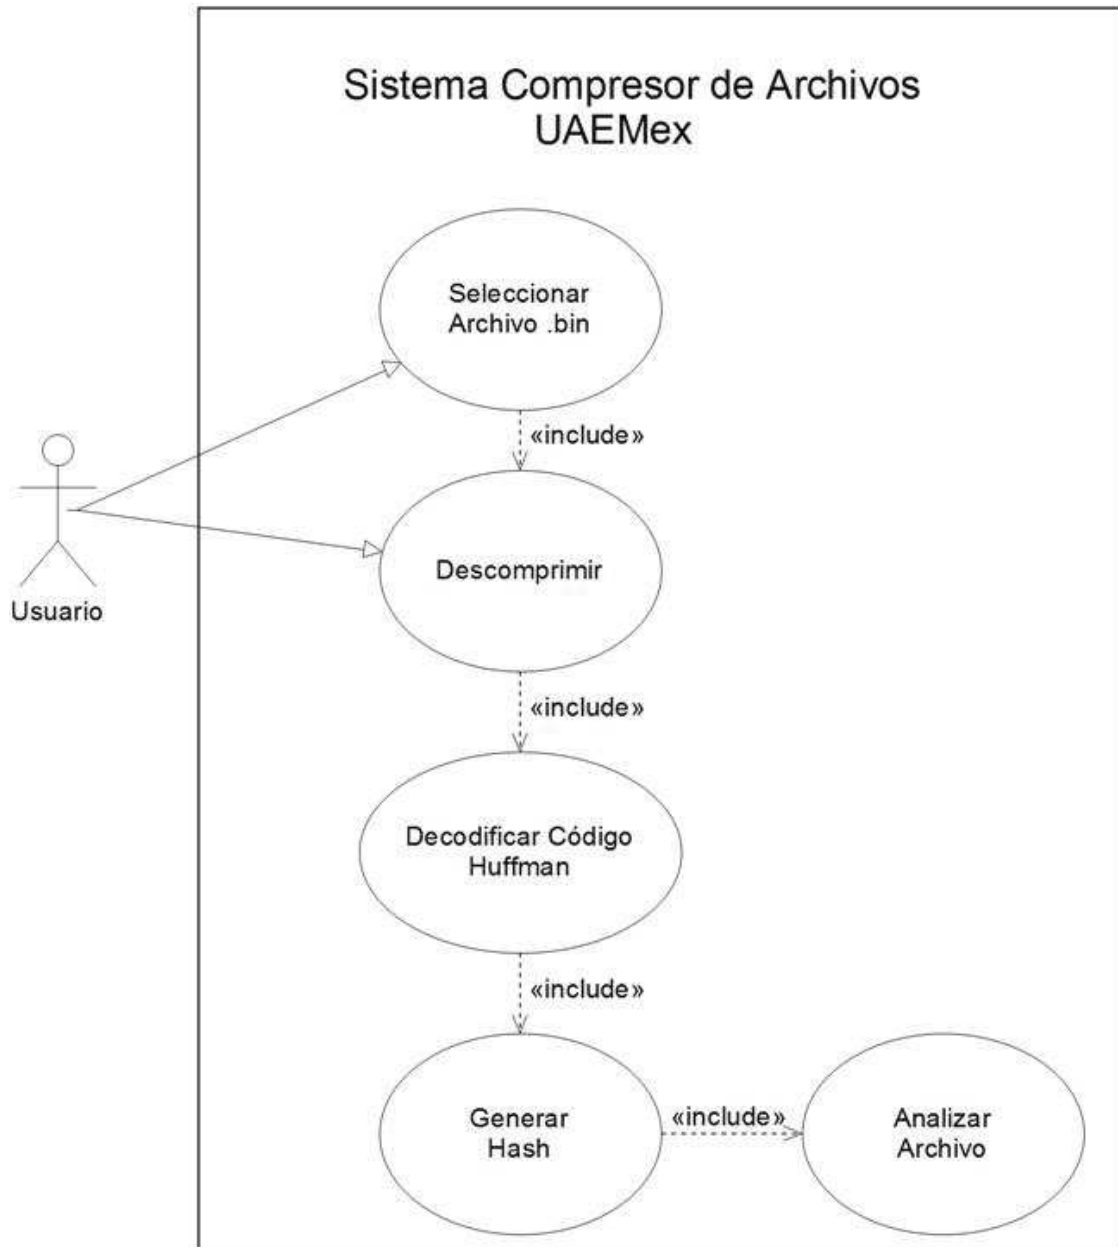 Sistema Compresor de Archivos
UAEMex
Seleccionar
Archivo .bin
«include»
Descomprimir
Usuario
«include»
Decodificar Código
Huffman
«include»
Generar
Hash
«include»
Analizar
Archivo